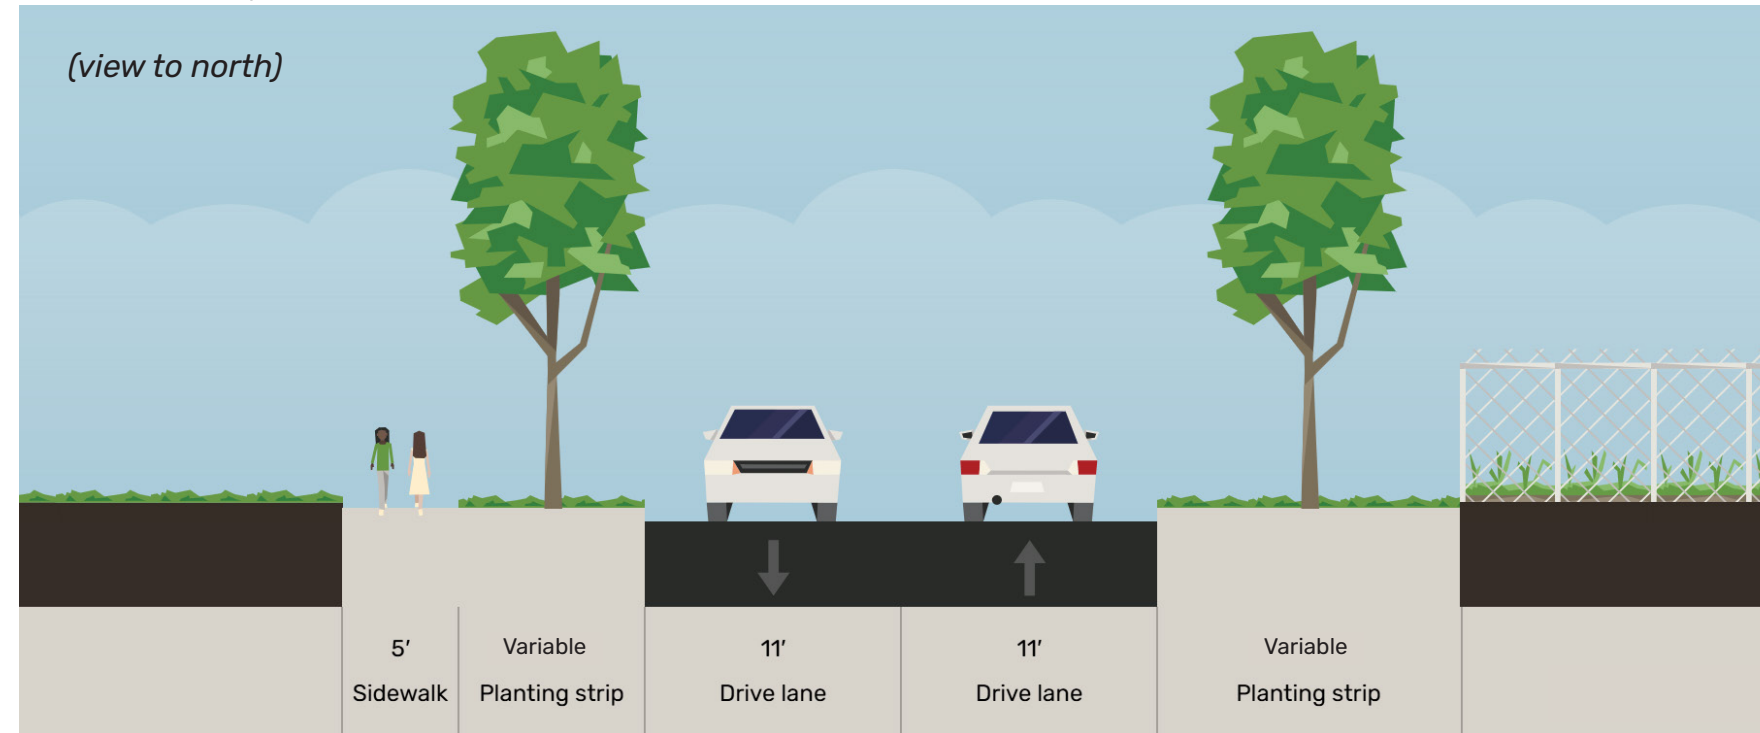 (view to north)
5′ Variable 11′ 11′ Variable
Sidewalk Planting strip Drive lane Drive lane Planting strip